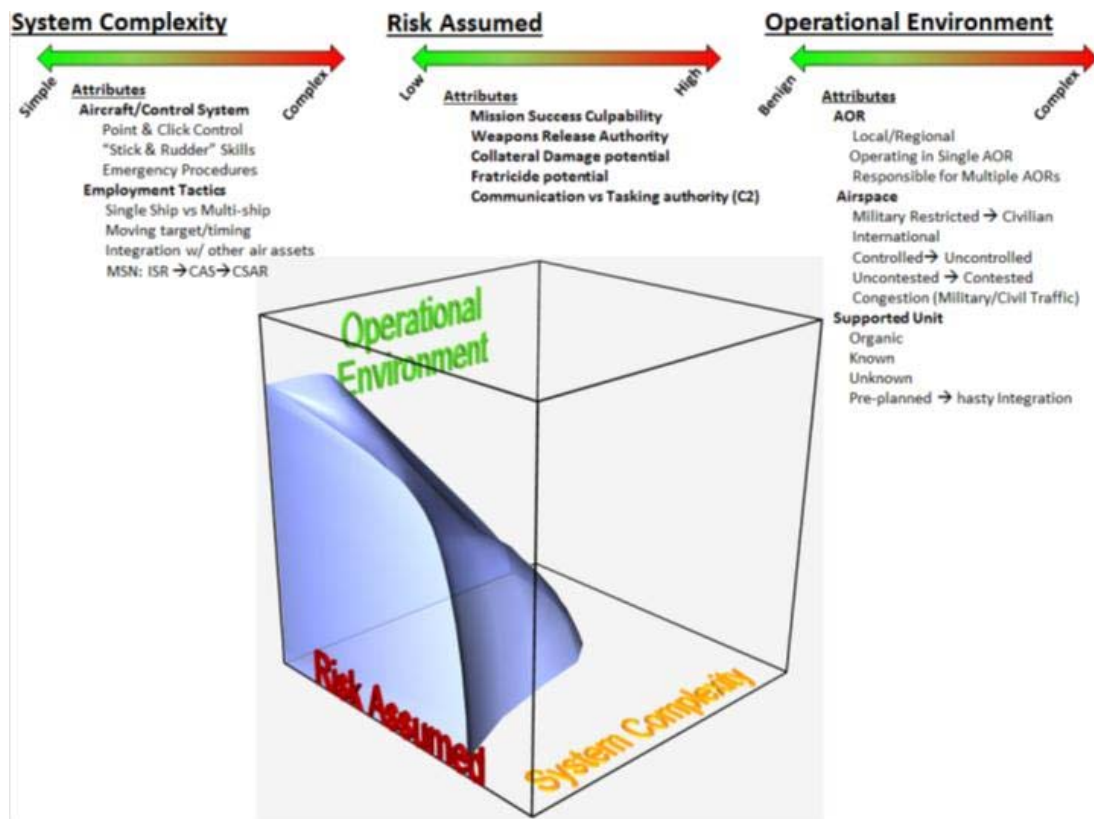 System Complexity
Simple
Complex
Attributes
Aircraft/Control System
Point & Click Control
"Stick & Rudder" Skills
Emergency Procedures
Employment Tactics
Single Ship vs Multi-ship
Moving target/timing
Integration w/ other air assets
MSN: ISR → CAS → CSAR
Risk Assumed
Low
High
Attributes
Mission Success Culpability
Weapons Release Authority
Collateral Damage potential
Fratricide potential
Communication vs Tasking authority (C2)
Operational Environment
Benign
Complex
Attributes
AOR
Local/Regional
Operating in Single AOR
Responsible for Multiple AORs
Airspace
Military Restricted → Civilian
International
Controlled → Uncontrolled
Uncontested → Contested
Congestion (Military/Civil Traffic)
Supported Unit
Organic
Known
Unknown
Pre-planned → hasty Integration
Operational
Environment
Risk Assumed
System Complexity